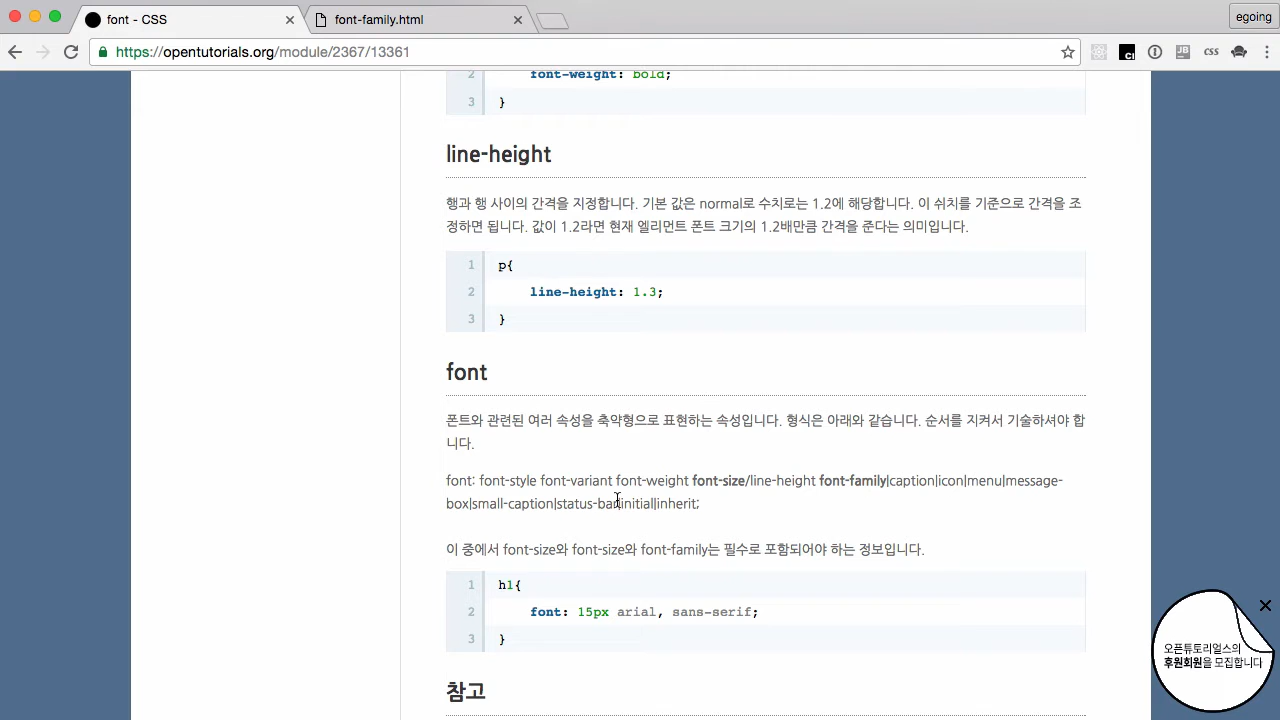 font - CSS
font-family.html
egoing
https://opentutorials.org/module/2367/13361
css
2 font-weight: bold;
3 }
line-height
행과 행 사이의 간격을 지정합니다. 기본 값은 normal로 수치로는 1.2에 해당합니다. 이 쉬치를 기준으로 간격을 조
정하면 됩니다. 값이 1.2라면 현재 엘리먼트 폰트 크기의 1.2배만큼 간격을 준다는 의미입니다.
1 p{
2 line-height: 1.3;
3 }
font
폰트와 관련된 여러 속성을 축약형으로 표현하는 속성입니다. 형식은 아래와 같습니다. 순서를 지켜서 기술하셔야 합
니다.
font: font-style font-variant font-weight font-size/line-height font-family|caption|icon|menu|message-
box|small-caption|status-bar|initial|inherit;
이 중에서 font-size와 font-size와 font-family는 필수로 포함되어야 하는 정보입니다.
1 h1{
2 font: 15px arial, sans-serif;
3 }
오픈튜토리얼스의
후원회원을 모집합니다
참고